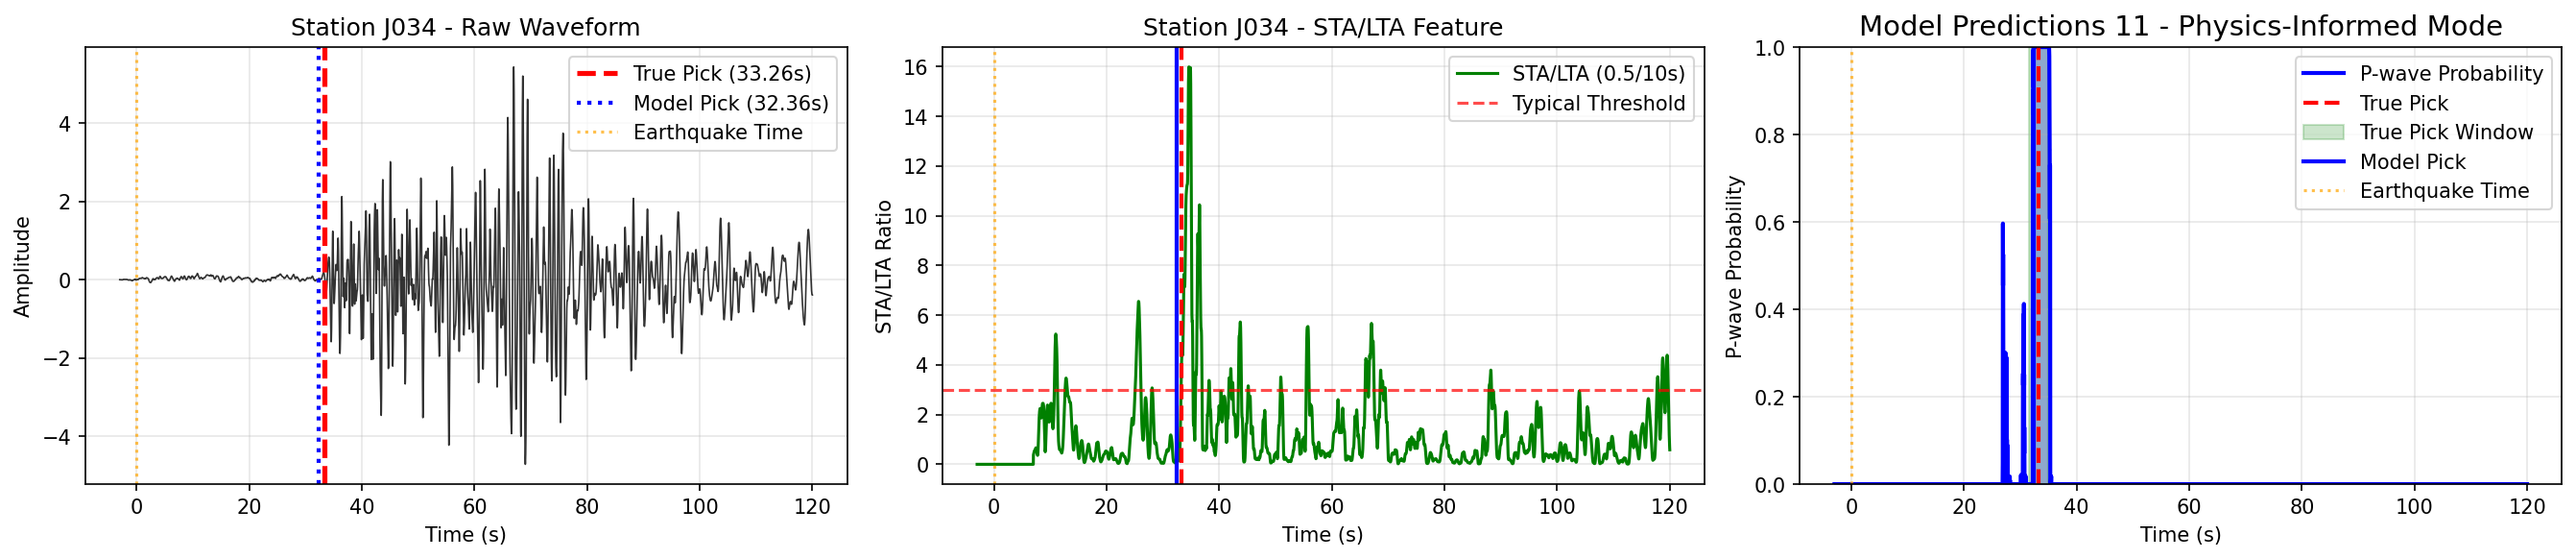 Station J034 - Raw Waveform
True Pick (33.26s)
Model Pick (32.36s)
Earthquake Time
Amplitude
4
2
0
−2
−4
0 20 40 60 80 100 120
Time (s)
Station J034 - STA/LTA Feature
STA/LTA (0.5/10s)
Typical Threshold
STA/LTA Ratio
16
14
12
10
8
6
4
2
0
0 20 40 60 80 100 120
Time (s)
Model Predictions 11 - Physics-Informed Mode
P-wave Probability
True Pick
True Pick Window
Model Pick
Earthquake Time
P-wave Probability
1.0
0.8
0.6
0.4
0.2
0.0
0 20 40 60 80 100 120
Time (s)